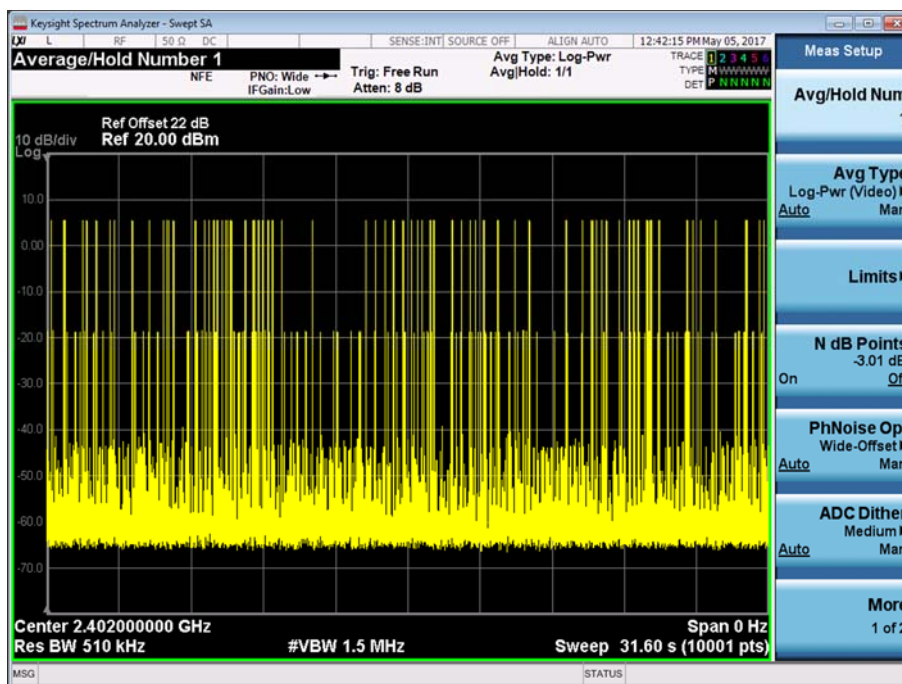 Keysight Spectrum Analyzer - Swept SA
LXI L RF 50 Ω DC SENSE:INT SOURCE OFF ALIGN AUTO 12:42:15 PM May 05, 2017
Average/Hold Number 1
Avg Type: Log-Pwr
TRACE 1 2 3 4 5 6
NFE PNO: Wide Trig: Free Run Avg|Hold: 1/1
TYPE M W W W W W
IFGain:Low Atten: 8 dB
DET P N N N N N
Ref Offset 22 dB
10 dB/div Ref 20.00 dBm
Log
10.0
0.00
-10.0
-20.0
-30.0
-40.0
-50.0
-60.0
-70.0
Center 2.402000000 GHz Span 0 Hz
Res BW 510 kHz #VBW 1.5 MHz Sweep 31.60 s (10001 pts)
MSG STATUS
Meas Setup
Avg/Hold Num
Avg Type
Log-Pwr (Video)
Auto Man
Limits
N dB Points
-3.01 dB
On Off
PhNoise Op
Wide-Offset
Auto Man
ADC Dither
Medium
Auto Man
More
1 of 2